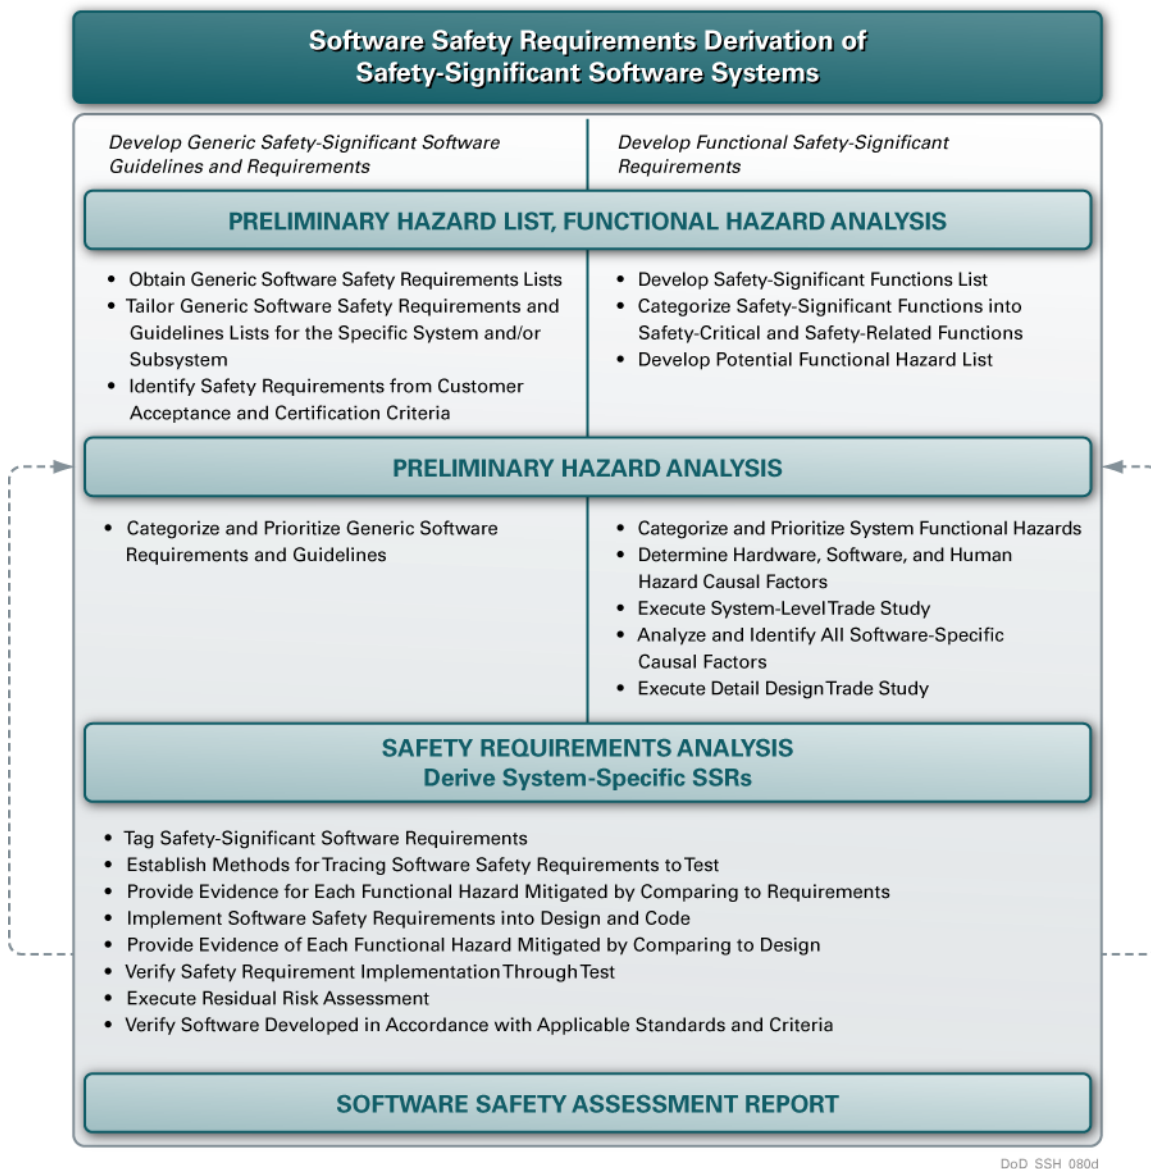 Software Safety Requirements Derivation of
Safety-Significant Software Systems
Develop Generic Safety-Significant Software
Guidelines and Requirements
Develop Functional Safety-Significant
Requirements
PRELIMINARY HAZARD LIST, FUNCTIONAL HAZARD ANALYSIS
• Obtain Generic Software Safety Requirements Lists
• Tailor Generic Software Safety Requirements and
Guidelines Lists for the Specific System and/or
Subsystem
• Identify Safety Requirements from Customer
Acceptance and Certification Criteria
• Develop Safety-Significant Functions List
• Categorize Safety-Significant Functions into
Safety-Critical and Safety-Related Functions
• Develop Potential Functional Hazard List
PRELIMINARY HAZARD ANALYSIS
• Categorize and Prioritize Generic Software
Requirements and Guidelines
• Categorize and Prioritize System Functional Hazards
• Determine Hardware, Software, and Human
Hazard Causal Factors
• Execute System-Level Trade Study
• Analyze and Identify All Software-Specific
Causal Factors
• Execute Detail Design Trade Study
SAFETY REQUIREMENTS ANALYSIS
Derive System-Specific SSRs
• Tag Safety-Significant Software Requirements
• Establish Methods for Tracing Software Safety Requirements to Test
• Provide Evidence for Each Functional Hazard Mitigated by Comparing to Requirements
• Implement Software Safety Requirements into Design and Code
• Provide Evidence of Each Functional Hazard Mitigated by Comparing to Design
• Verify Safety Requirement Implementation Through Test
• Execute Residual Risk Assessment
• Verify Software Developed in Accordance with Applicable Standards and Criteria
SOFTWARE SAFETY ASSESSMENT REPORT
DoD SSH 080d